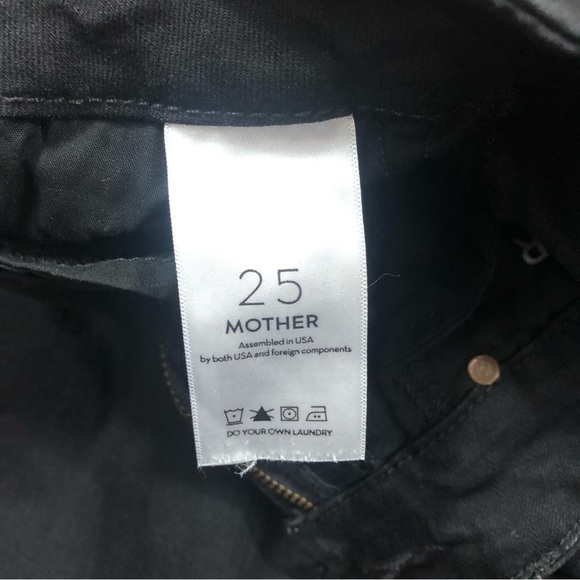 25
MOTHER
Assembled in USA
by both USA and foreign components
DO YOUR OWN LAUNDRY